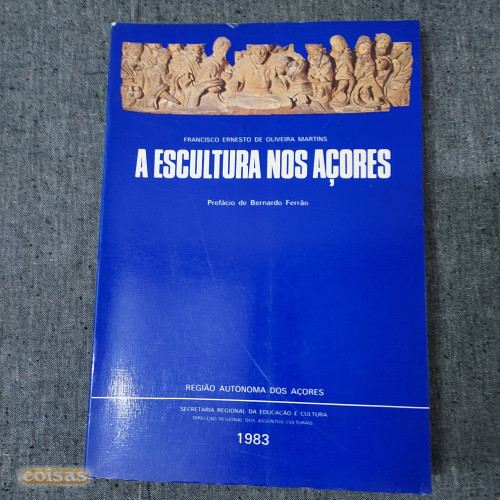 FRANCISCO ERNESTO DE OLIVEIRA MARTINS
A ESCULTURA NOS AÇORES
Prefácio de Bernardo Ferrão
REGIÃO AUTONOMA DOS AÇORES
SECRETARIA REGIONAL DA EDUCAÇÃO E CULTURA
DIRECÇÃO REGIONAL DOS ASSUNTOS CULTURAIS
1983
coisas